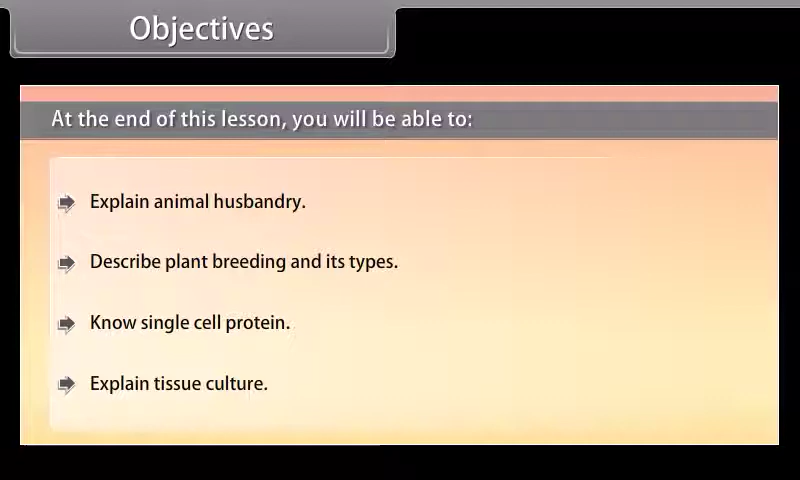 Objectives
At the end of this lesson, you will be able to:
Explain animal husbandry.
Describe plant breeding and its types.
Know single cell protein.
Explain tissue culture.